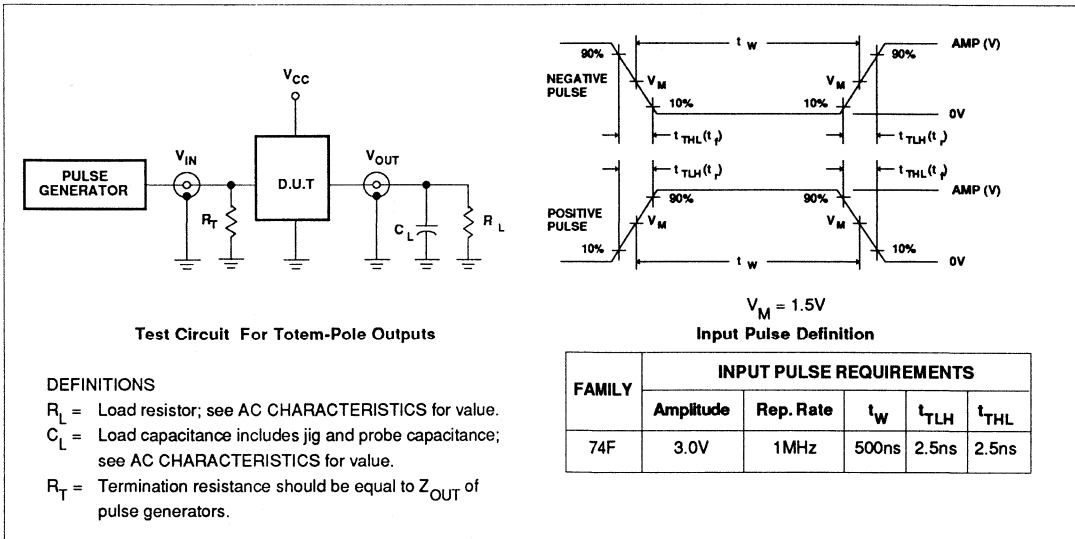 V_CC
V_IN
V_OUT
PULSE
GENERATOR
D.U.T
R_T
C_L
R_L
Test Circuit For Totem-Pole Outputs
DEFINITIONS
R_L = Load resistor; see AC CHARACTERISTICS for value.
C_L = Load capacitance includes jig and probe capacitance;
see AC CHARACTERISTICS for value.
R_T = Termination resistance should be equal to Z_OUT of
pulse generators.
t_W
AMP (V)
90%
90%
NEGATIVE
PULSE
V_M
V_M
10%
10%
0V
t_THL(t_f)
t_TLH(t_r)
t_TLH(t_r)
t_THL(t_f)
AMP (V)
90%
90%
POSITIVE
PULSE
V_M
V_M
10%
10%
t_W
0V
V_M = 1.5V
Input Pulse Definition
FAMILY
INPUT PULSE REQUIREMENTS
Amplitude Rep. Rate t_W t_TLH t_THL
74F 3.0V 1MHz 500ns 2.5ns 2.5ns